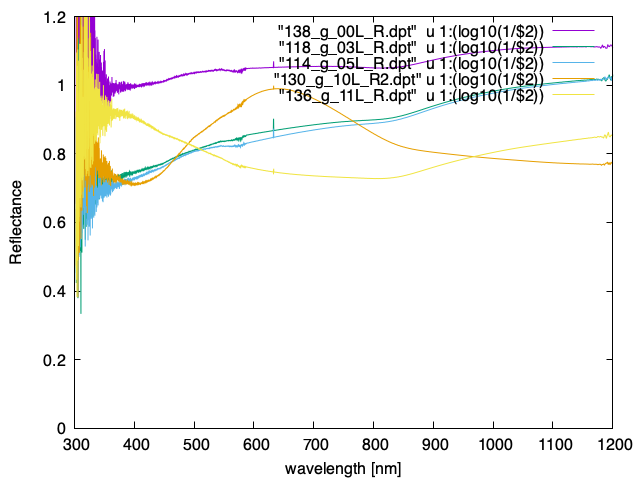 "138_g_00L_R.dpt" u 1:(log10(1/$2))
"118_g_03L_R.dpt" u 1:(log10(1/$2))
"114_g_05L_R.dpt" u 1:(log10(1/$2))
"130_g_10L_R2.dpt" u 1:(log10(1/$2))
"136_g_11L_R.dpt" u 1:(log10(1/$2))
1.2
1
0.8
0.6
0.4
0.2
0
Reflectance
300 400 500 600 700 800 900 1000 1100 1200
wavelength [nm]